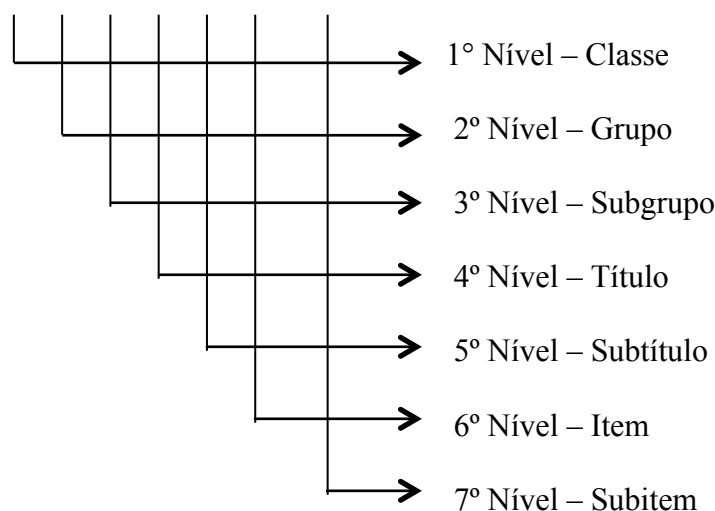 1° Nível – Classe
2º Nível – Grupo
3º Nível – Subgrupo
4º Nível – Título
5º Nível – Subtítulo
6º Nível – Item
7º Nível – Subitem